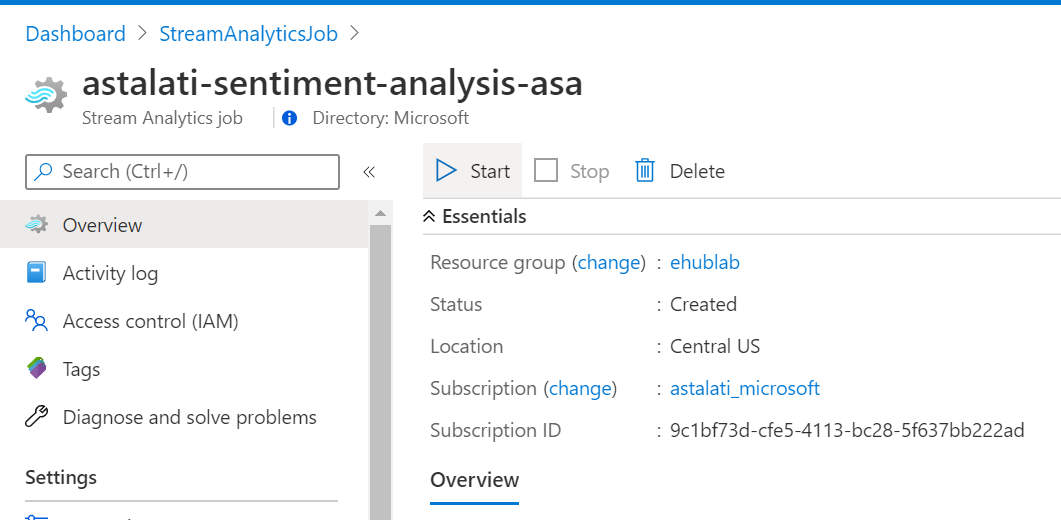 Dashboard > StreamAnalyticsJob >
astalati-sentiment-analysis-asa
Stream Analytics job
Directory: Microsoft
Search (Ctrl+/)
«
Overview
Activity log
Access control (IAM)
Tags
Diagnose and solve problems
Settings
Start Stop Delete
Essentials
Resource group (change) : ehublab
Status : Created
Location : Central US
Subscription (change) : astalati_microsoft
Subscription ID : 9c1bf73d-cfe5-4113-bc28-5f637bb222ad
Overview